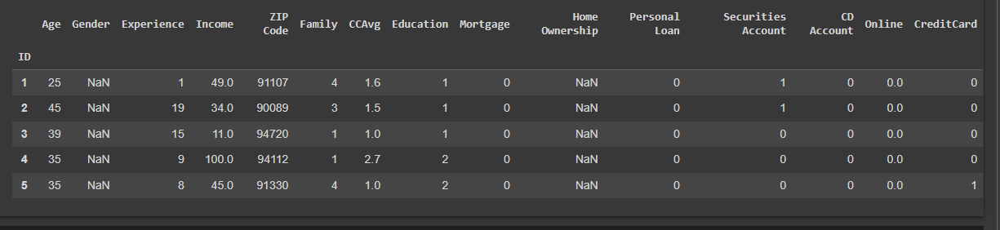 Age Gender Experience Income ZIP Code Family CCAvg Education Mortgage Home Ownership Personal Loan Securities Account CD Account Online CreditCard
ID
1 25 NaN 1 49.0 91107 4 1.6 1 0 NaN 0 1 0 0.0 0
2 45 NaN 19 34.0 90089 3 1.5 1 0 NaN 0 1 0 0.0 0
3 39 NaN 15 11.0 94720 1 1.0 1 0 NaN 0 0 0 0.0 0
4 35 NaN 9 100.0 94112 1 2.7 2 0 NaN 0 0 0 0.0 0
5 35 NaN 8 45.0 91330 4 1.0 2 0 NaN 0 0 0 0.0 1